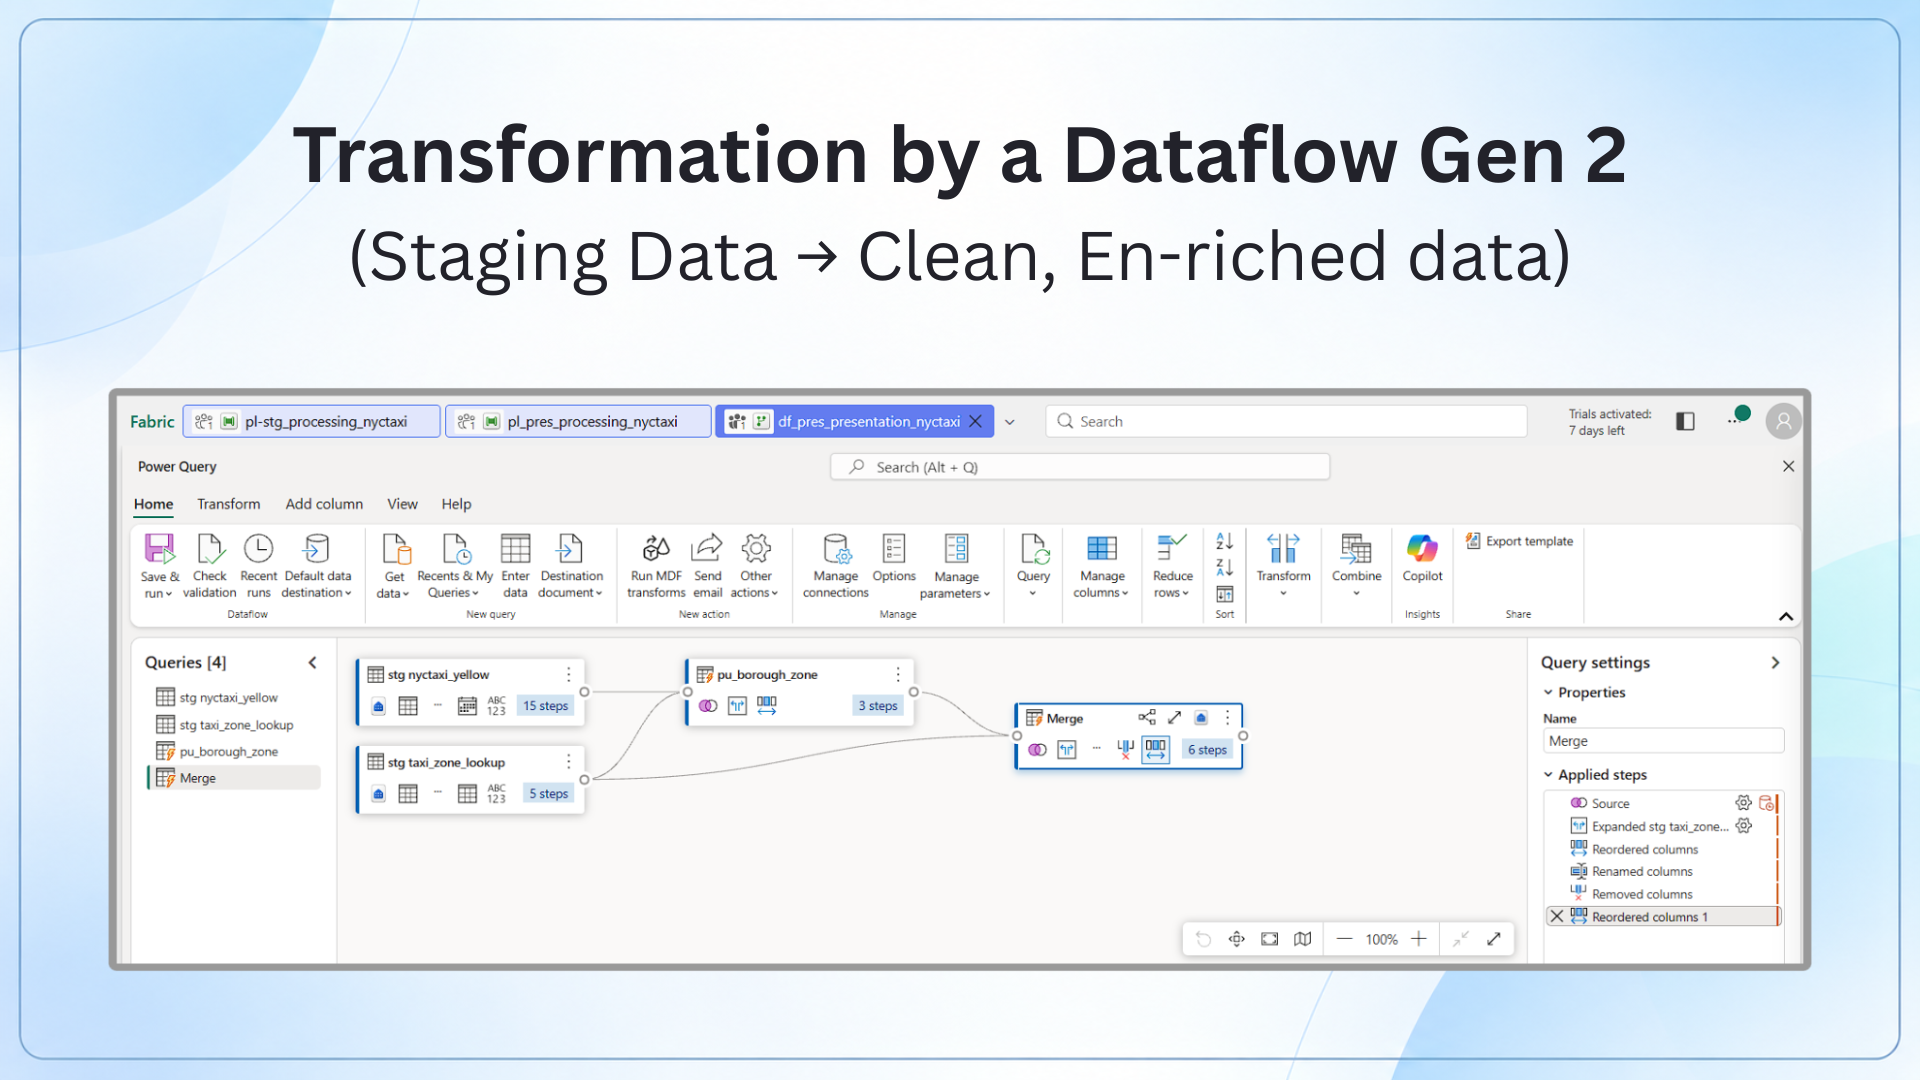 Transformation by a Dataflow Gen 2
(Staging Data → Clean, En-riched data)
Fabric
pl-stg_processing_nyctaxi
pl_pres_processing_nyctaxi
df_pres_presentation_nyctaxi
Search
Trials activated:
7 days left
Power Query
Search (Alt + Q)
Home Transform Add column View Help
Save & run
Check validation
Recent runs
Default data destination
Dataflow
Get data
Recents & My Queries
Enter data
Destination document
New query
Run MDF transforms
Send email
Other actions
New action
Manage connections
Options
Manage parameters
Manage
Query
Manage columns
Reduce rows
Sort
Transform
Combine
Copilot
Insights
Export template
Share
Queries [4]
stg nyctaxi_yellow
stg taxi_zone_lookup
pu_borough_zone
Merge
stg nyctaxi_yellow
ABC
123
15 steps
stg taxi_zone_lookup
ABC
123
5 steps
pu_borough_zone
3 steps
Merge
6 steps
100%
Query settings
Properties
Name
Merge
Applied steps
Source
Expanded stg taxi_zone...
Reordered columns
Renamed columns
Removed columns
Reordered columns 1